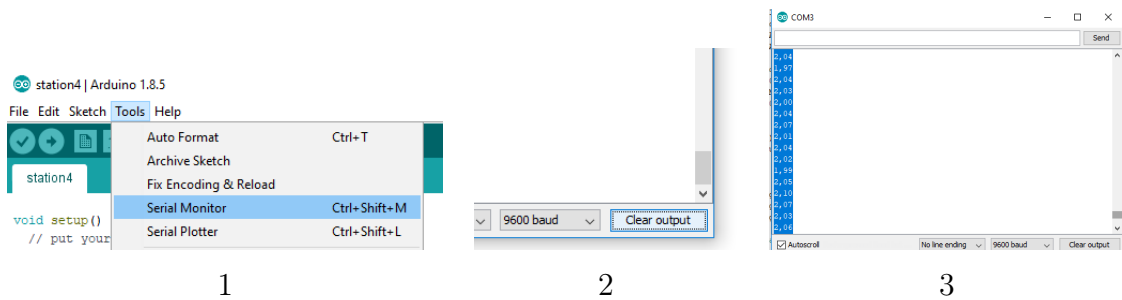 station4 | Arduino 1.8.5
File Edit Sketch Tools Help
Auto Format Ctrl+T
Archive Sketch
station4
Fix Encoding & Reload
Serial Monitor Ctrl+Shift+M
void setup()
Serial Plotter Ctrl+Shift+L
// put your
1
9600 baud
Clear output
2
COM3
Send
2,04
1,97
2,04
2,03
2,00
2,04
2,07
2,01
2,04
2,02
1,99
2,05
2,10
2,07
2,03
2,06
Autoscroll No line ending 9600 baud Clear output
3